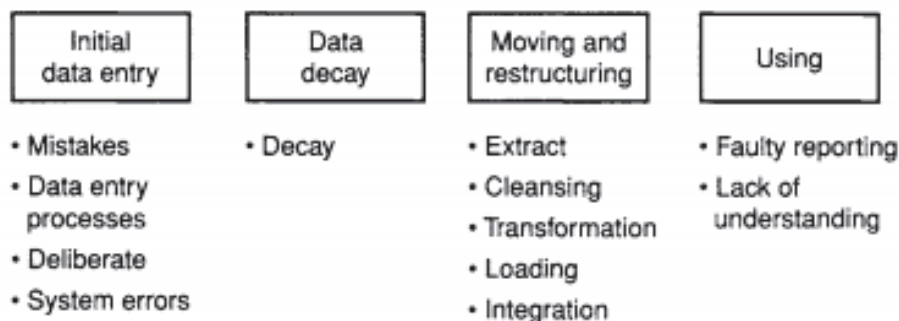 Initial
data entry
Data
decay
Moving and
restructuring
Using
• Mistakes
• Data entry
processes
• Deliberate
• System errors
• Decay
• Extract
• Cleansing
• Transformation
• Loading
• Integration
• Faulty reporting
• Lack of
understanding